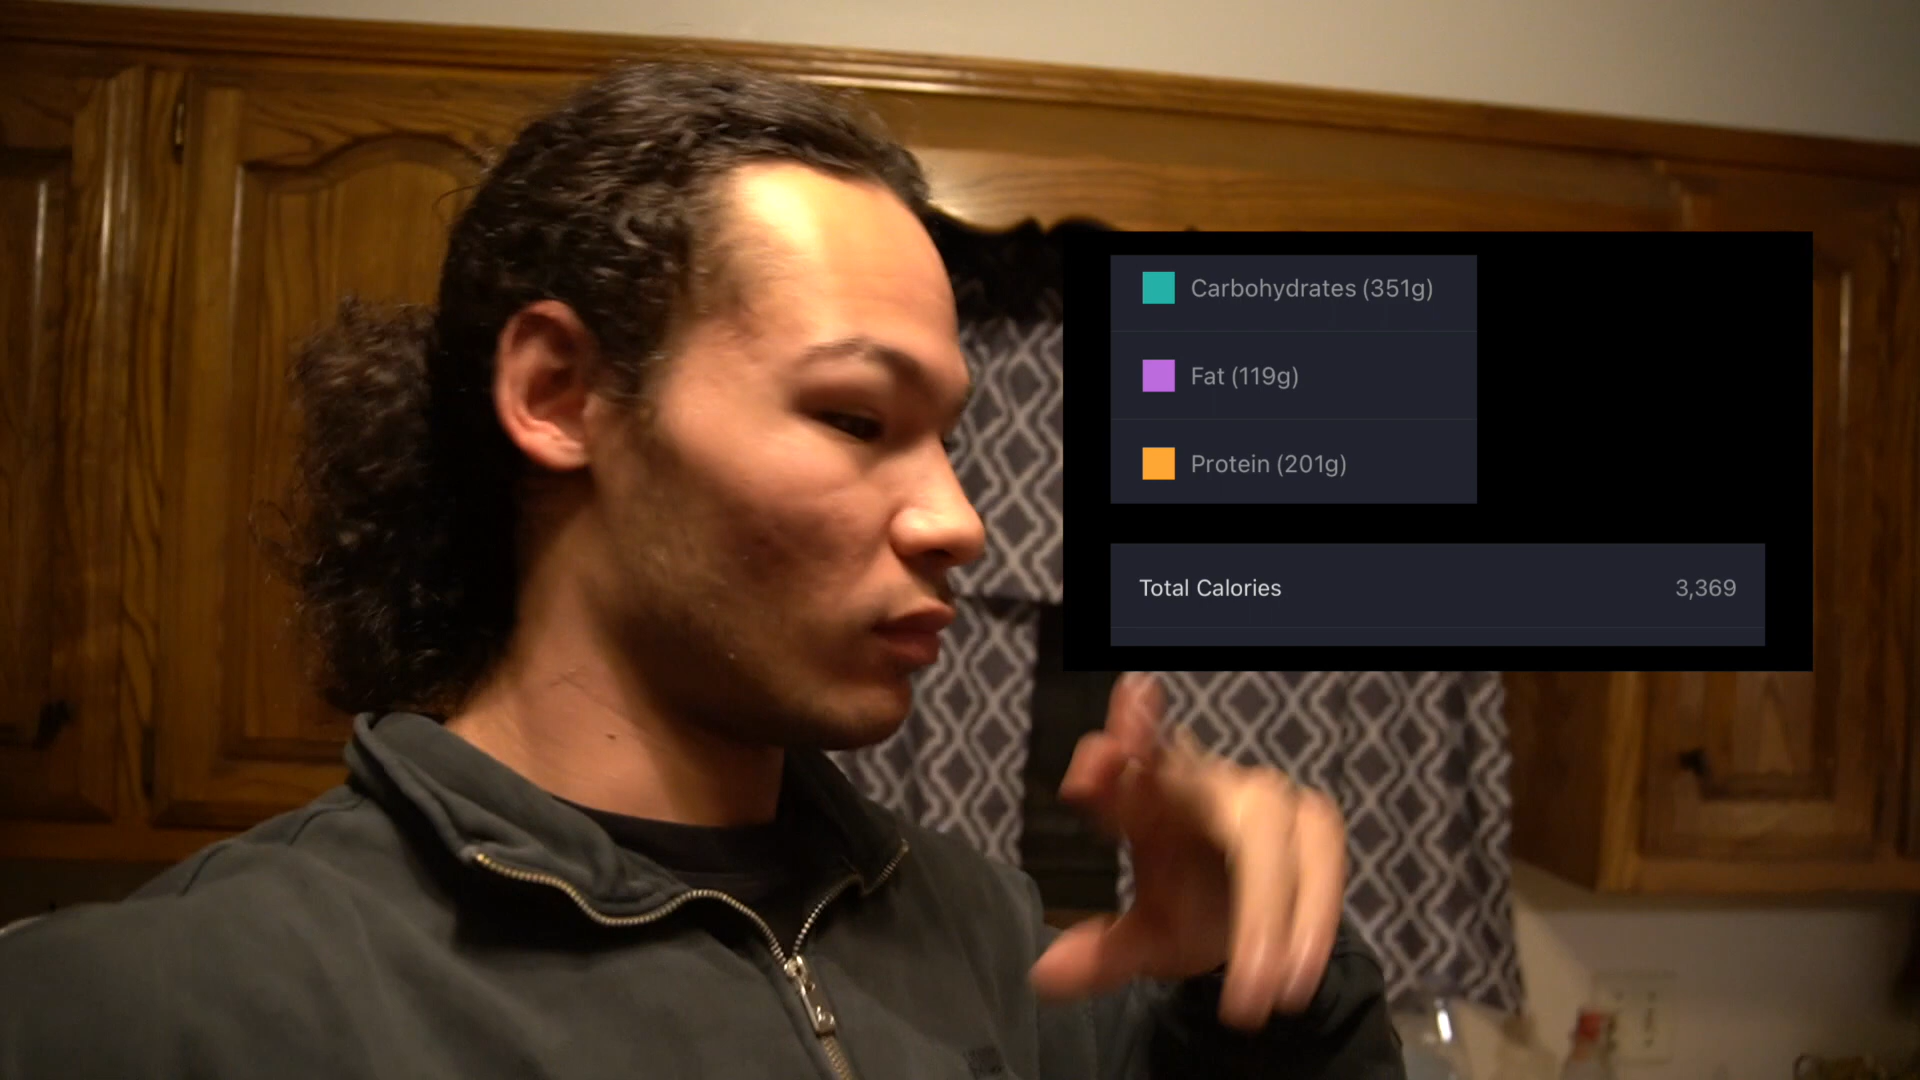 Carbohydrates (351g)
Fat (119g)
Protein (201g)
Total Calories 3,369